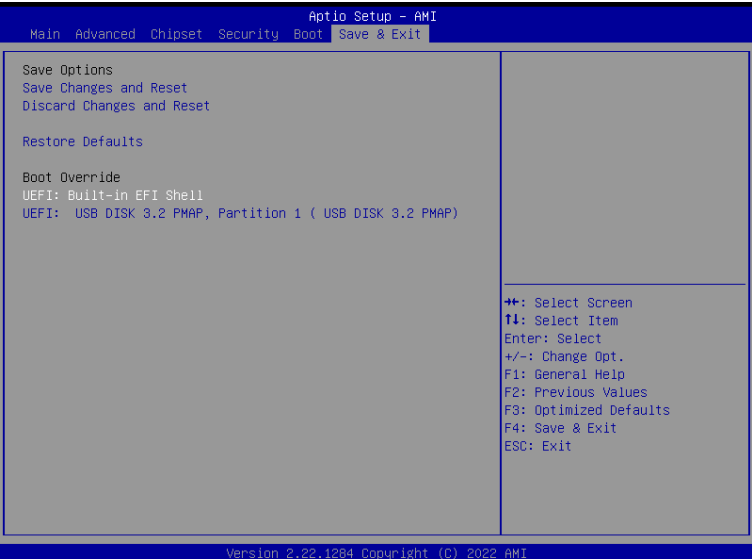 Aptio Setup – AMI
Main Advanced Chipset Security Boot Save & Exit
Save Options
Save Changes and Reset
Discard Changes and Reset
Restore Defaults
Boot Override
UEFI: Built-in EFI Shell
UEFI: USB DISK 3.2 PMAP, Partition 1 ( USB DISK 3.2 PMAP)
→←: Select Screen
↑↓: Select Item
Enter: Select
+/-: Change Opt.
F1: General Help
F2: Previous Values
F3: Optimized Defaults
F4: Save & Exit
ESC: Exit
Version 2.22.1284 Copyright (C) 2022 AMI